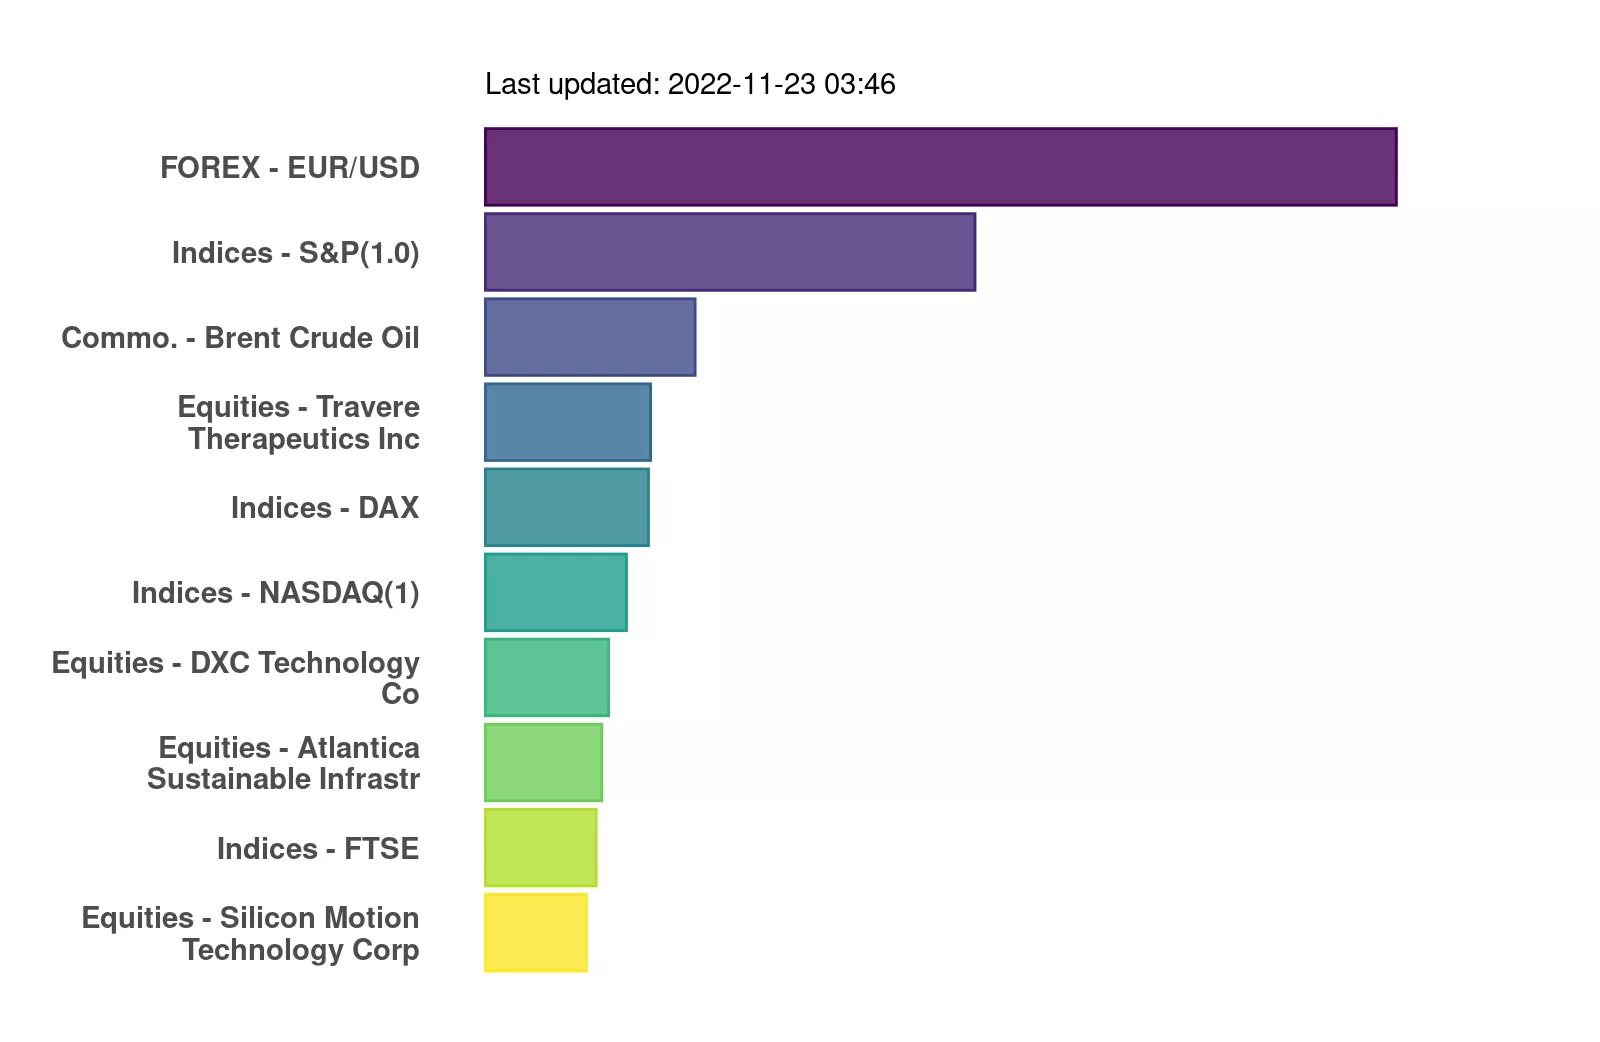 Last updated: 2022-11-23 03:46
FOREX - EUR/USD
Indices - S&P(1.0)
Commo. - Brent Crude Oil
Equities - Travere
Therapeutics Inc
Indices - DAX
Indices - NASDAQ(1)
Equities - DXC Technology
Co
Equities - Atlantica
Sustainable Infrastr
Indices - FTSE
Equities - Silicon Motion
Technology Corp